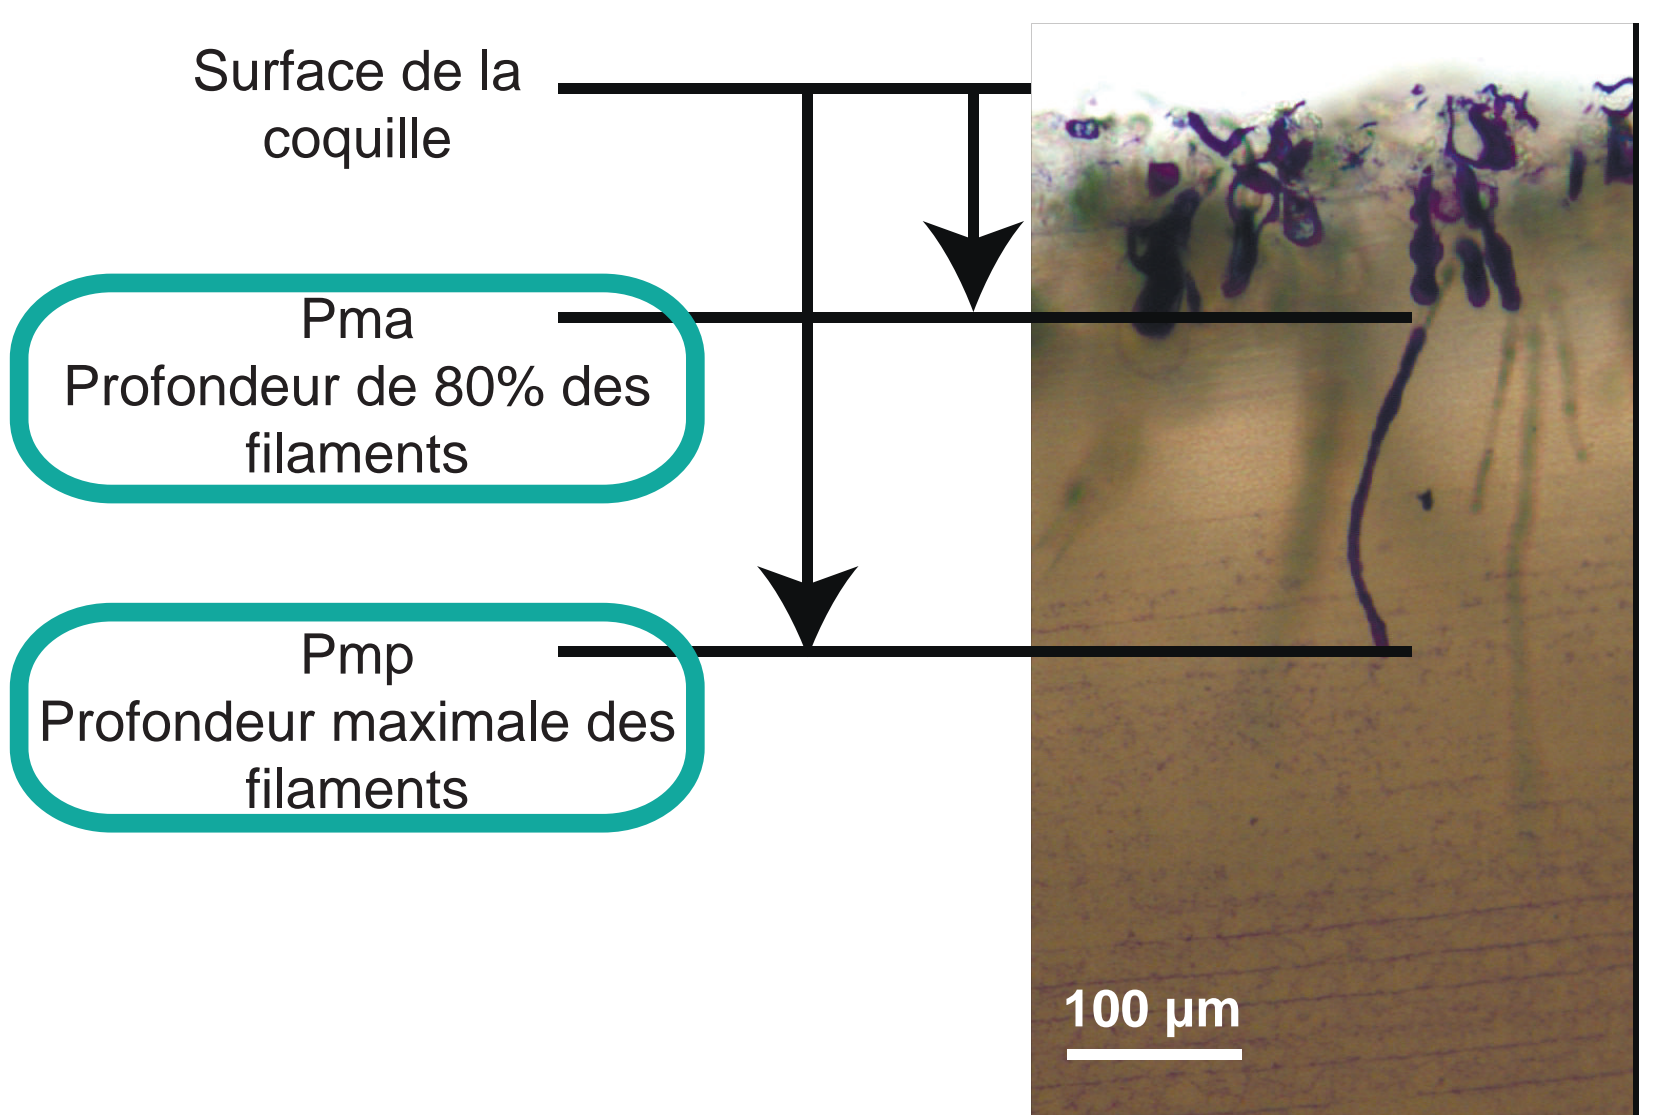 Surface de la
coquille
Pma
Profondeur de 80% des
filaments
Pmp
Profondeur maximale des
filaments
100 µm